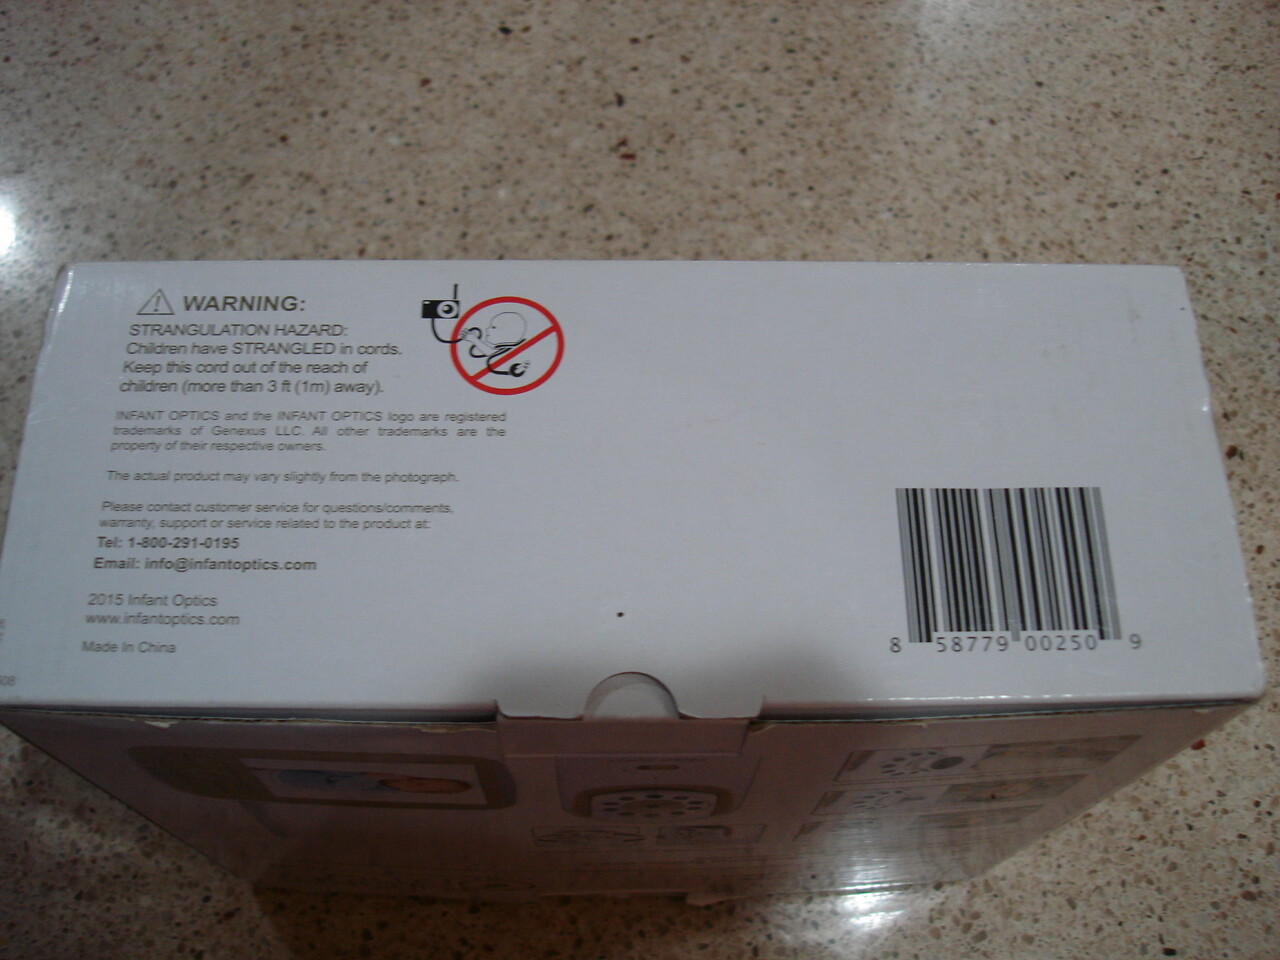 WARNING:
STRANGULATION HAZARD:
Children have STRANGLED in cords.
Keep this cord out of the reach of
children (more than 3 ft (1m) away).
INFANT OPTICS and the INFANT OPTICS logo are registered
trademarks of Genexus LLC. All other trademarks are the
property of their respective owners.
The actual product may vary slightly from the photograph.
Please contact customer service for questions/comments,
warranty, support or service related to the product at:
Tel: 1-800-291-0195
Email: info@infantoptics.com
2015 Infant Optics
www.infantoptics.com
Made In China
8 58779 00250 9